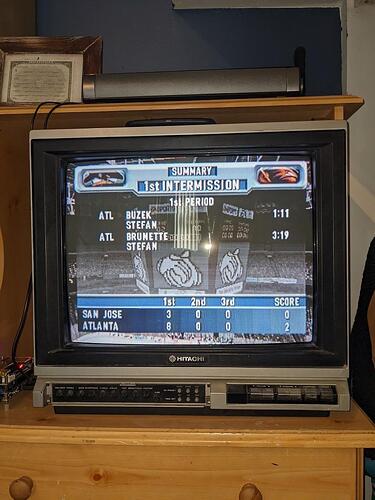 SUMMARY
1st INTERMISSION
1st PERIOD
ATL BUZEK 1:11
STEFAN
ATL BRUNETTE 3:19
STEFAN
1st 2nd 3rd SCORE
SAN JOSE 3 0 0 0
ATLANTA 8 0 0 2
HITACHI